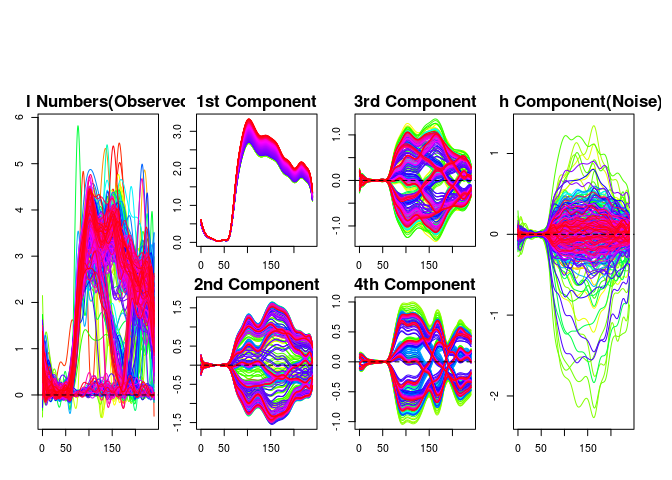 l Numbers(Observed
6
5
4
3
2
1
0
0 50 150
1st Component
3.0
2.0
1.0
0.0
0 50 150
2nd Component
1.5
0.5
-0.5
-1.5
0 50 150
3rd Component
1.0
0.0
-1.0
0 50 150
4th Component
1.0
0.5
0.0
-0.5
-1.0
0 50 150
h Component(Noise)
1
0
-1
-2
0 50 150